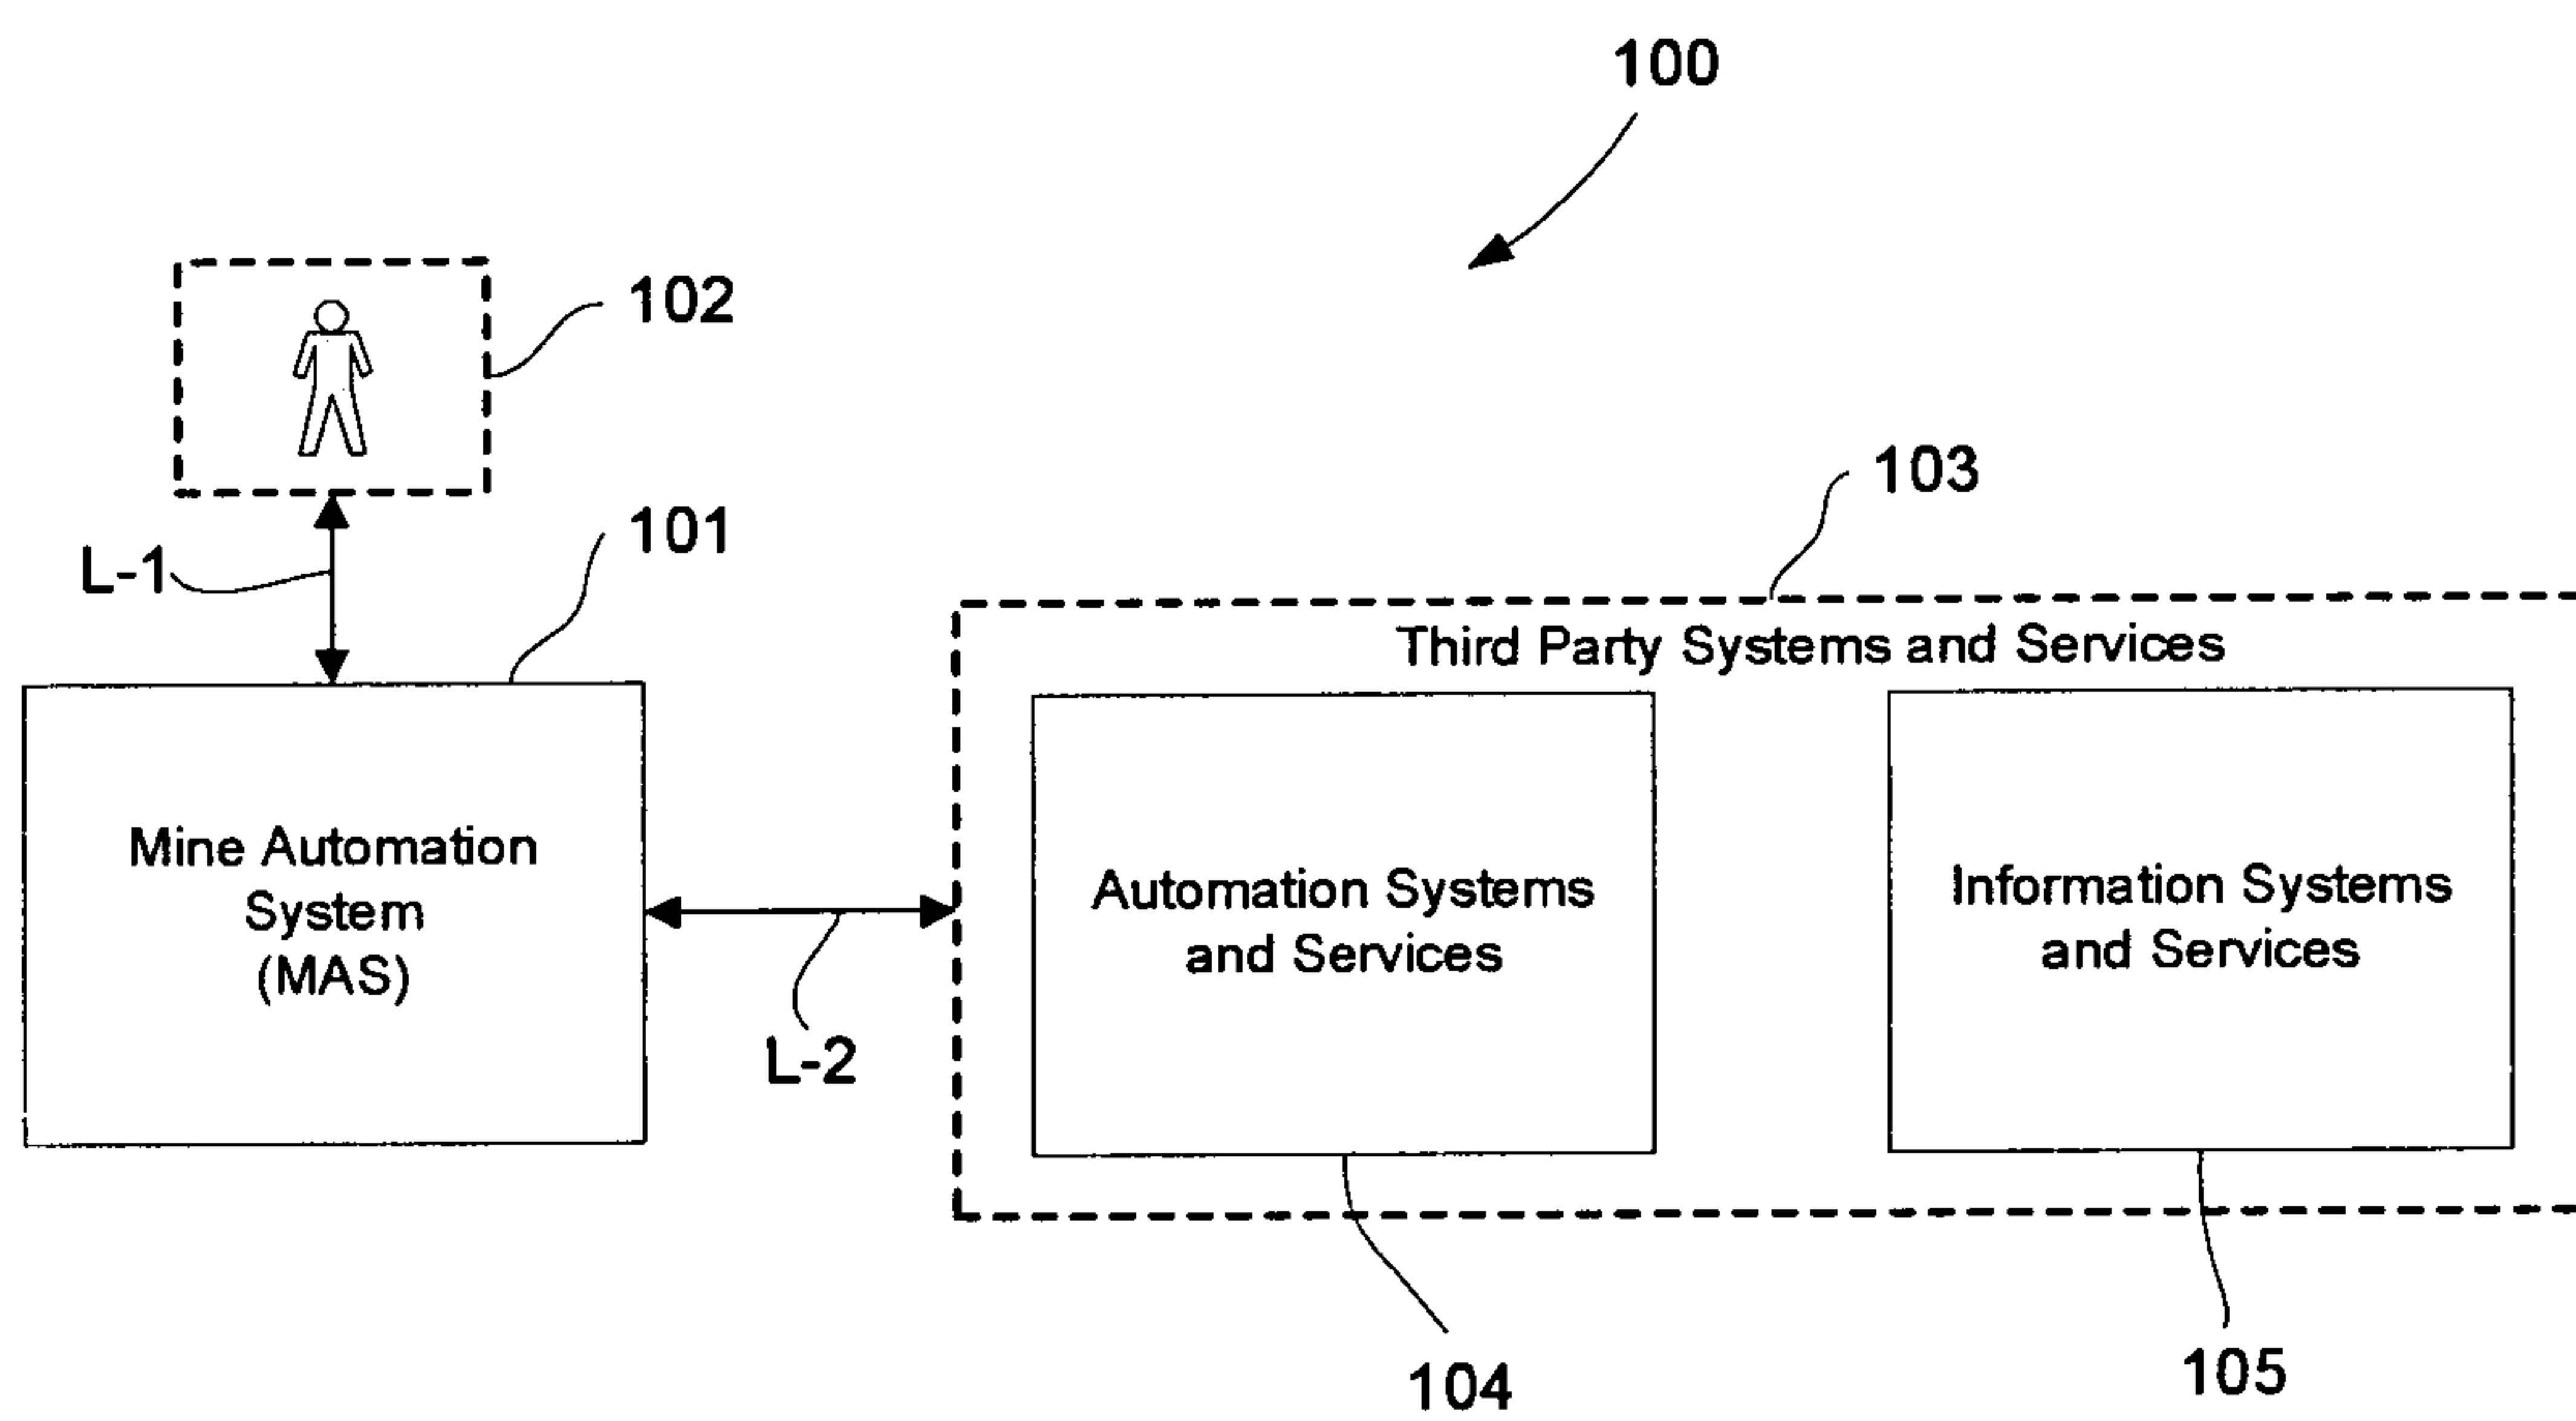 100
102
L-1
101
103
Third Party Systems and Services
Mine Automation
System
(MAS)
L-2
Automation Systems
and Services
Information Systems
and Services
104
105